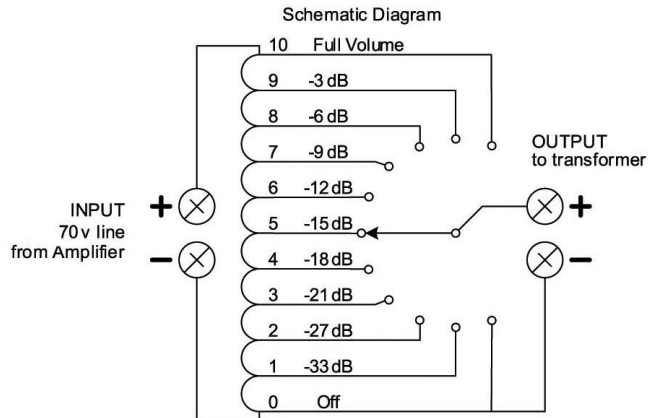 Schematic Diagram
10 Full Volume
9 -3 dB
8 -6 dB
7 -9 dB
6 -12 dB
5 -15 dB
4 -18 dB
3 -21 dB
2 -27 dB
1 -33 dB
0 Off
INPUT
70v line
from Amplifier
+
−
OUTPUT
to transformer
+
−